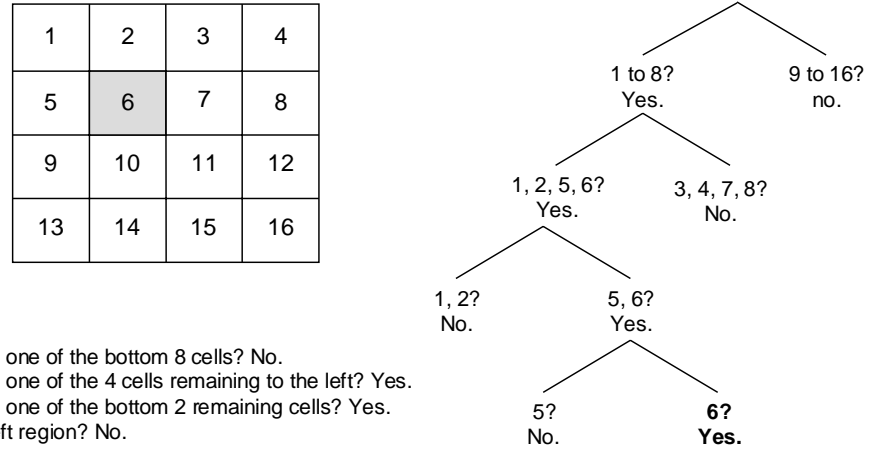 1 2 3 4
5 6 7 8
9 10 11 12
13 14 15 16
1 to 8?
Yes.
9 to 16?
no.
1, 2, 5, 6?
Yes.
3, 4, 7, 8?
No.
1, 2?
No.
5, 6?
Yes.
5?
No.
6?
Yes.
one of the bottom 8 cells? No.
one of the 4 cells remaining to the left? Yes.
one of the bottom 2 remaining cells? Yes.
ft region? No.